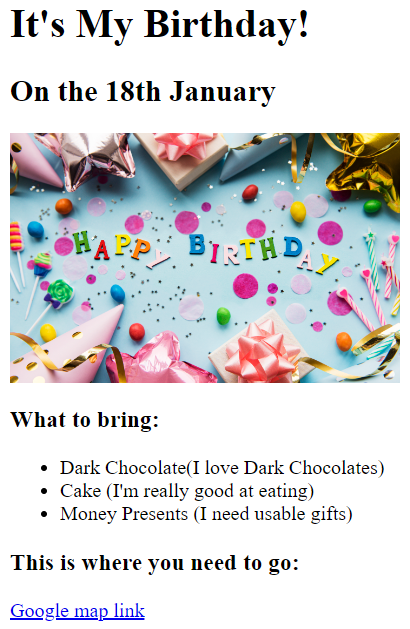 It's My Birthday!
On the 18th January
HAPPY BIRTHDAY
What to bring:
Dark Chocolate(I love Dark Chocolates)
Cake (I'm really good at eating)
Money Presents (I need usable gifts)
This is where you need to go:
Google map link